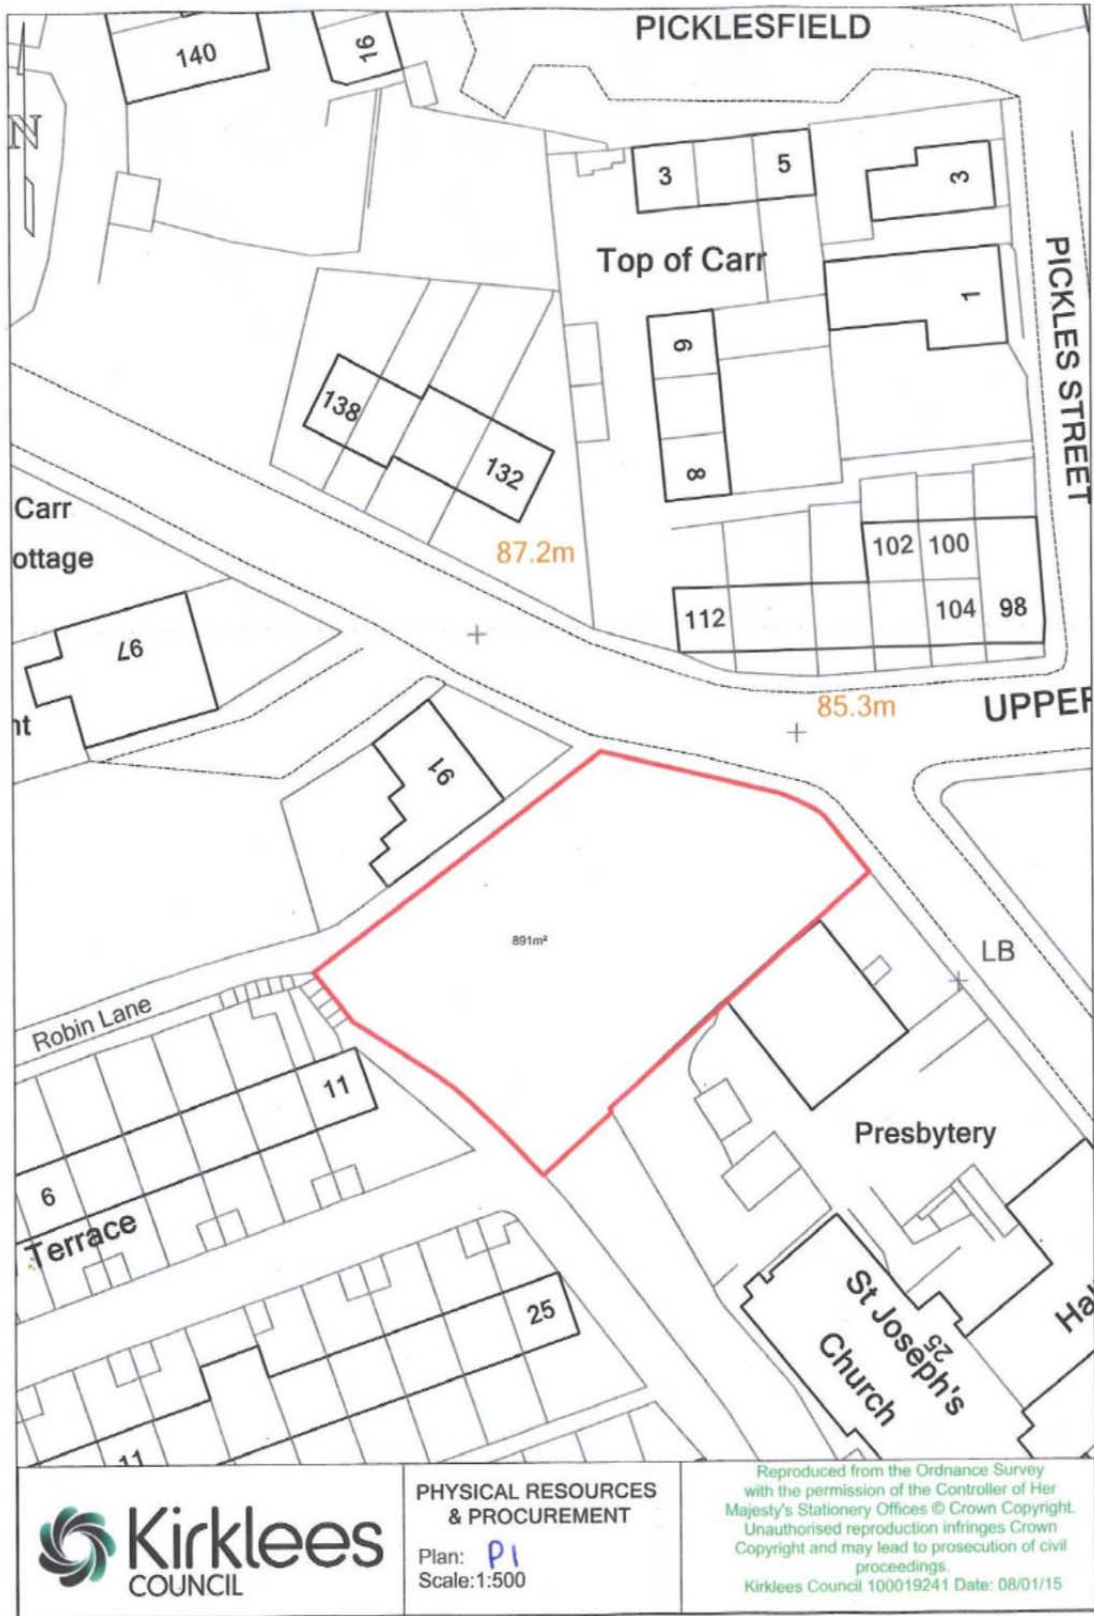 PICKLESFIELD
140
16
N
3
5
3
Top of Carr
1
PICKLES STREET
9
138
8
132
Carr
ottage
87.2m
102
100
112
104
98
97
nt
85.3m
UPPER
91
891m²
LB
Robin Lane
11
Presbytery
6
Terrace
25
St Joseph's
25
Church
Hal
11
Kirklees
COUNCIL
PHYSICAL RESOURCES
& PROCUREMENT
Plan: P1
Scale:1:500
Reproduced from the Ordnance Survey
with the permission of the Controller of Her
Majesty's Stationery Offices © Crown Copyright.
Unauthorised reproduction infringes Crown
Copyright and may lead to prosecution of civil
proceedings.
Kirklees Council 100019241 Date: 08/01/15